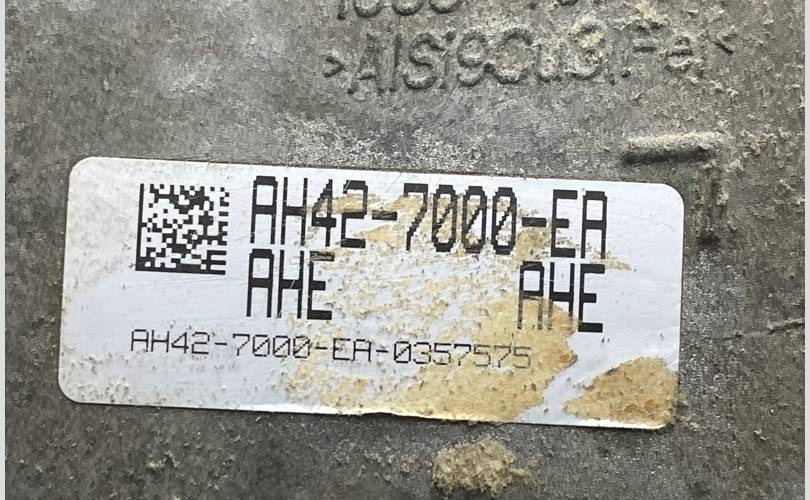 >AlSi9Cu3(Fe)<
AH42-7000-EA
AHE AHE
AH42-7000-EA-0357575